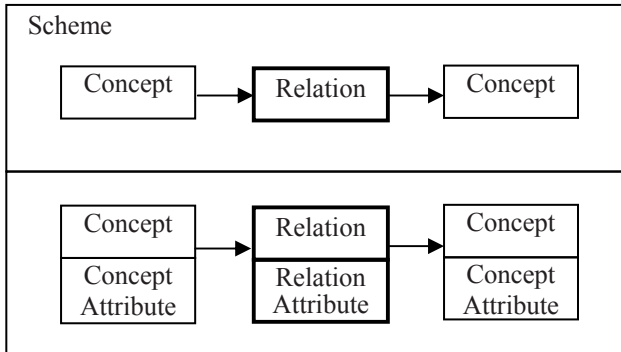 Scheme
Concept
Relation
Concept
Concept
Relation
Concept
Concept
Attribute
Relation
Attribute
Concept
Attribute